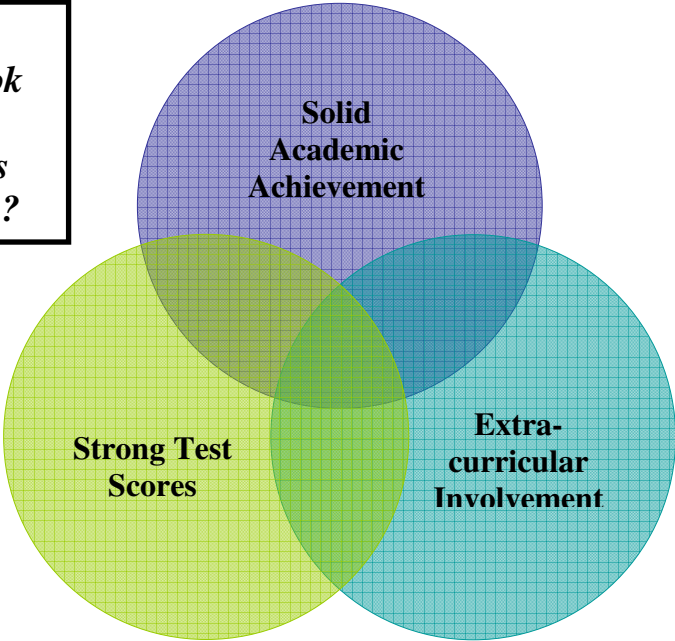 ?
Solid
Academic
Achievement
Strong Test
Scores
Extra-
curricular
Involvement